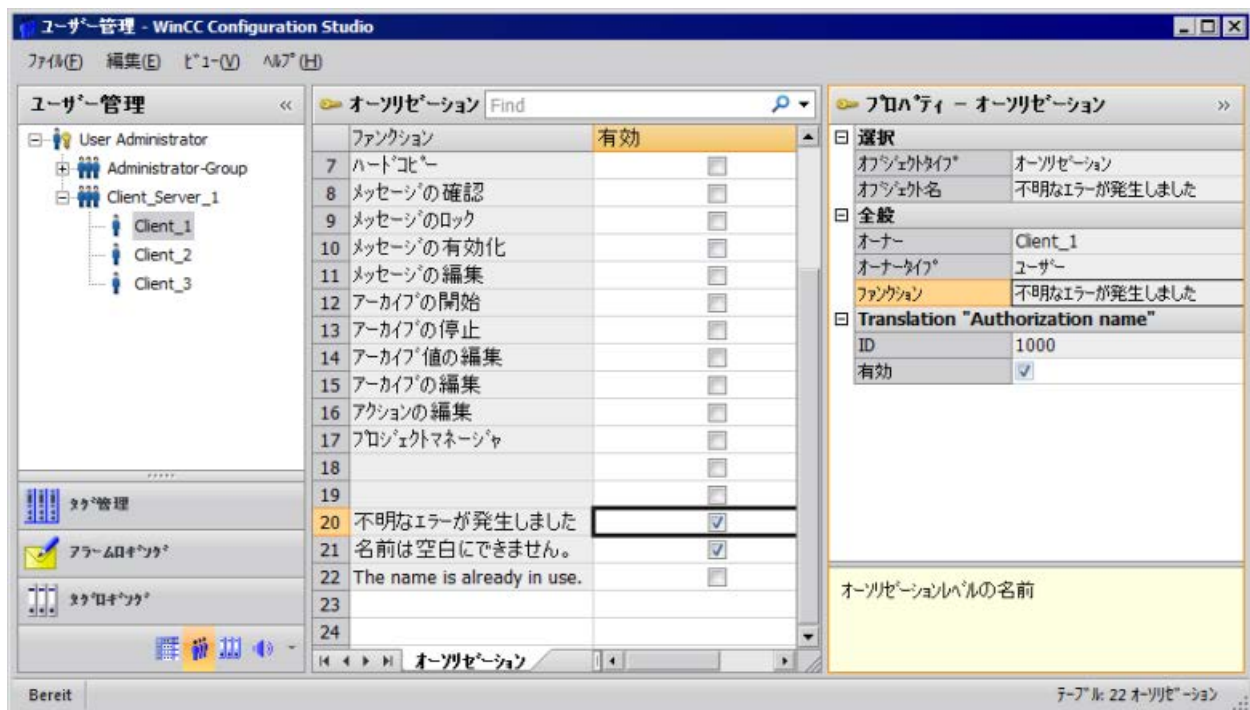 ユーザー管理 - WinCC Configuration Studio
ファイル(F) 編集(E) ビュー(V) ヘルプ(H)
ユーザー管理 «
User Administrator
Administrator-Group
Client_Server_1
Client_1
Client_2
Client_3
タグ管理
アラームロギング
タグロギング
オーソリゼーション Find
ファンクション 有効
7 ハードコピー
8 メッセージの確認
9 メッセージのロック
10 メッセージの有効化
11 メッセージの編集
12 アーカイブの開始
13 アーカイブの停止
14 アーカイブ値の編集
15 アーカイブの編集
16 アクションの編集
17 プロジェクトマネージャ
18
19
20 不明なエラーが発生しました
21 名前は空白にできません。
22 The name is already in use.
23
24
オーソリゼーション
プロパティ - オーソリゼーション »
選択
オブジェクトタイプ オーソリゼーション
オブジェクト名 不明なエラーが発生しました
全般
オーナー Client_1
オーナータイプ ユーザー
ファンクション 不明なエラーが発生しました
Translation "Authorization name"
ID 1000
有効
オーソリゼーションレベルの名前
Bereit
テーブル: 22 オーソリゼーション